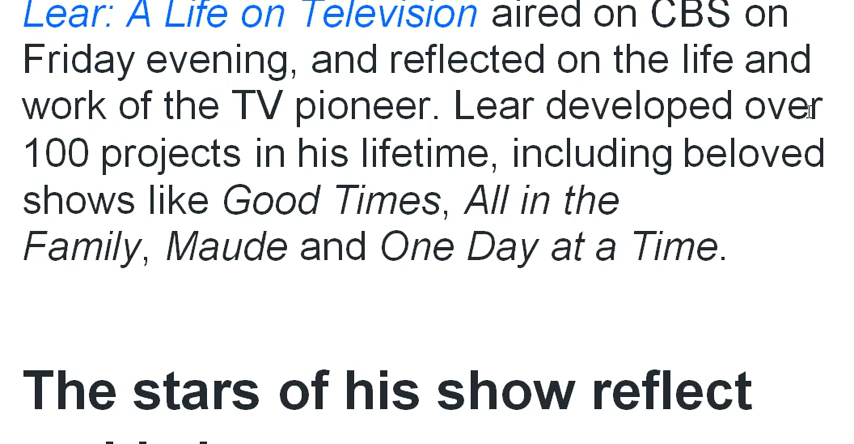 Lear: A Life on Television aired on CBS on
Friday evening, and reflected on the life and
work of the TV pioneer. Lear developed over
100 projects in his lifetime, including beloved
shows like Good Times, All in the
Family, Maude and One Day at a Time.
The stars of his show reflect